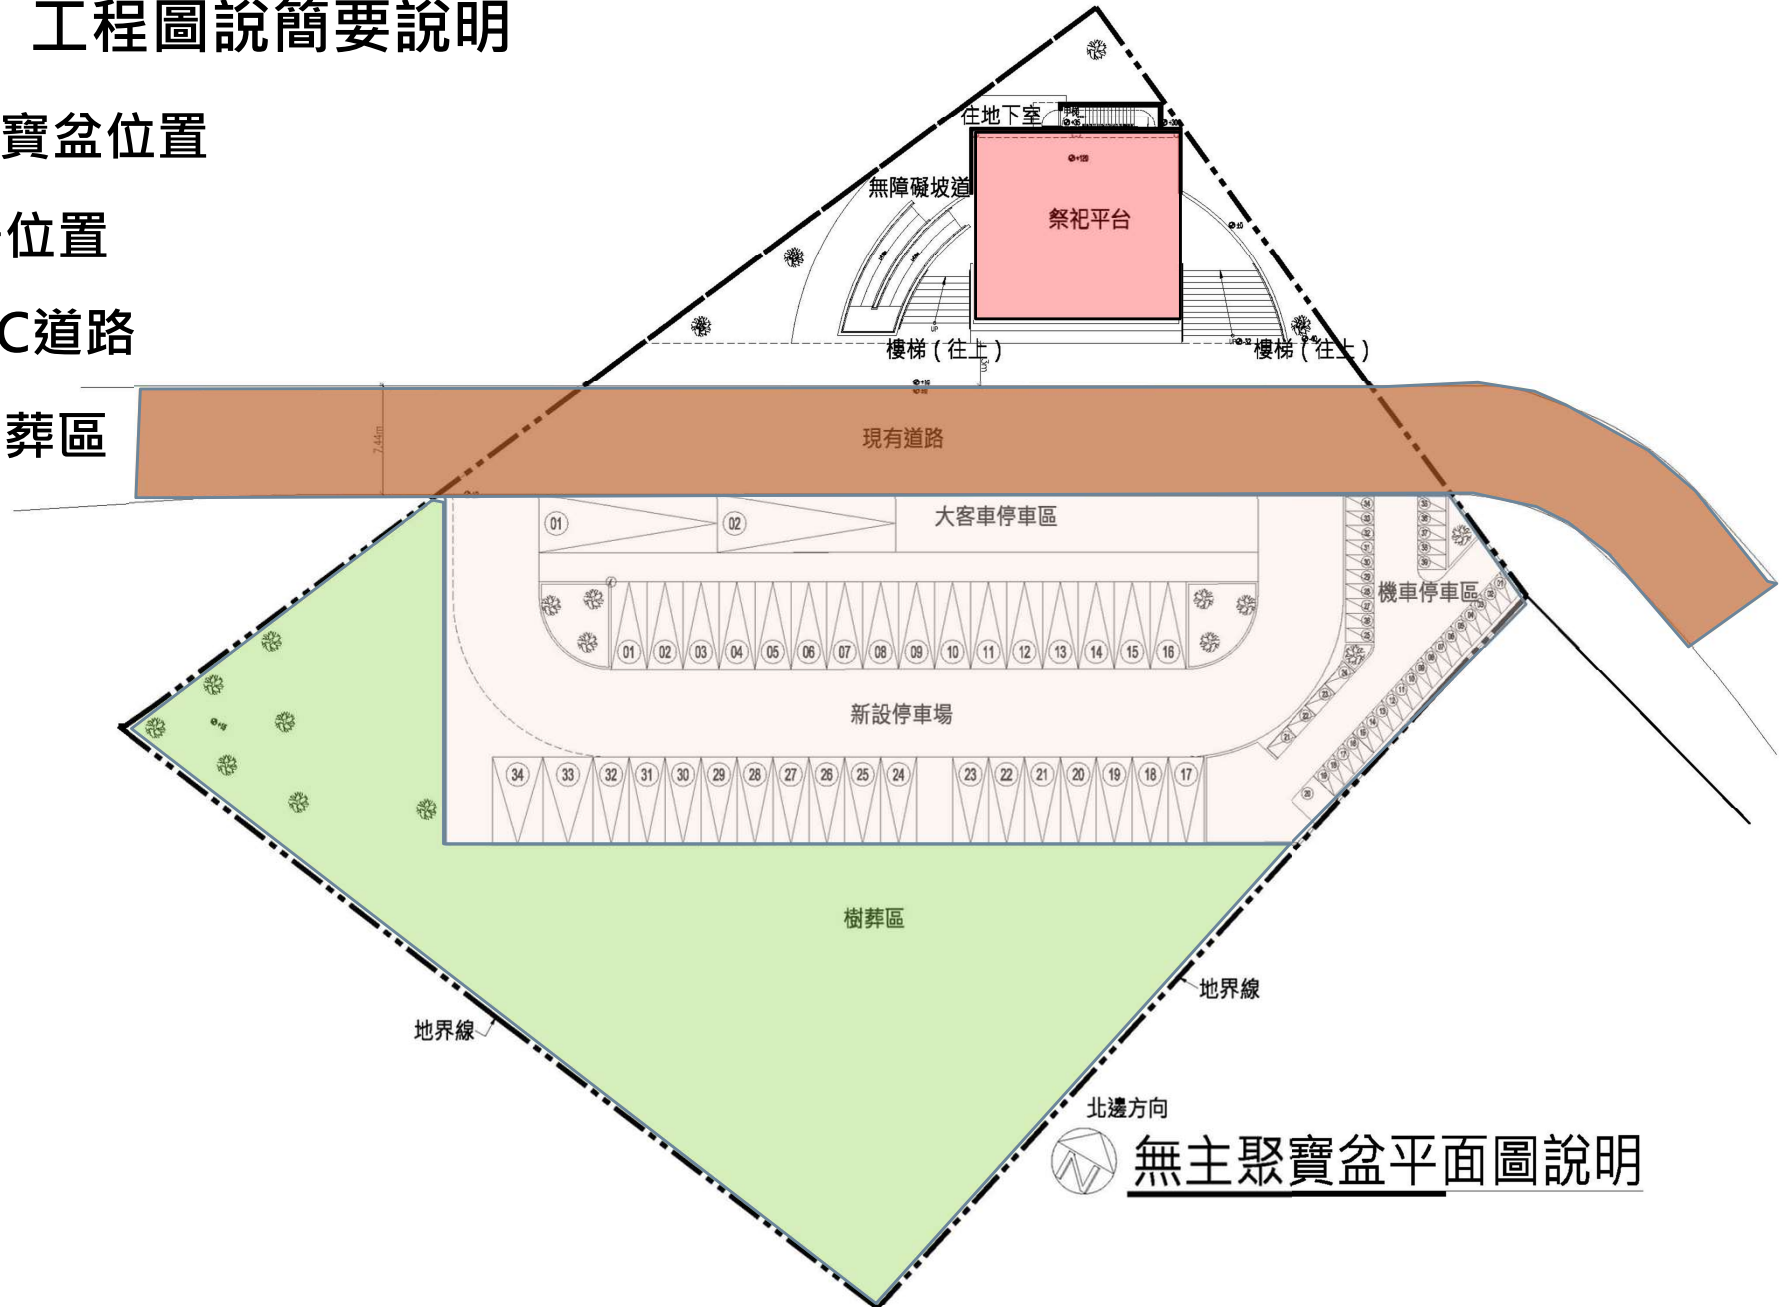 工程圖說簡要說明
寶盆位置
位置
C道路
葬區
往地下室
無障礙坡道
祭祀平台
UP
樓梯(往上)
樓梯(往上)
7.44m
現有道路
01
02
大客車停車區
機車停車區
01 02 03 04 05 06 07 08 09 10 11 12 13 14 15 16
新設停車場
34 33 32 31 30 29 28 27 26 25 24 23 22 21 20 19 18 17
樹葬區
地界線
地界線
北邊方向
N
無主聚寶盆平面圖說明